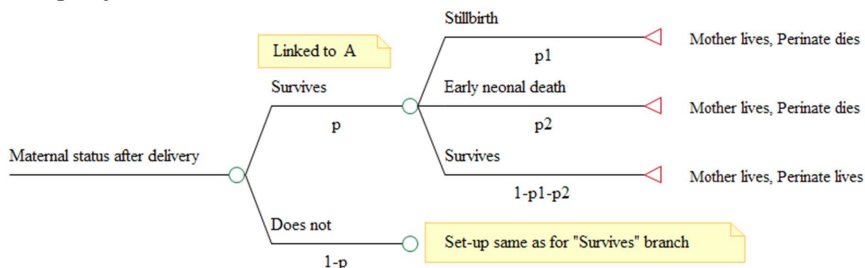 Stillbirth
Linked to A
p1
Mother lives, Perinate dies
Survives
Early neonal death
p
p2
Mother lives, Perinate dies
Maternal status after delivery
Survives
1-p1-p2
Mother lives, Perinate lives
Does not
1-p
Set-up same as for "Survives" branch